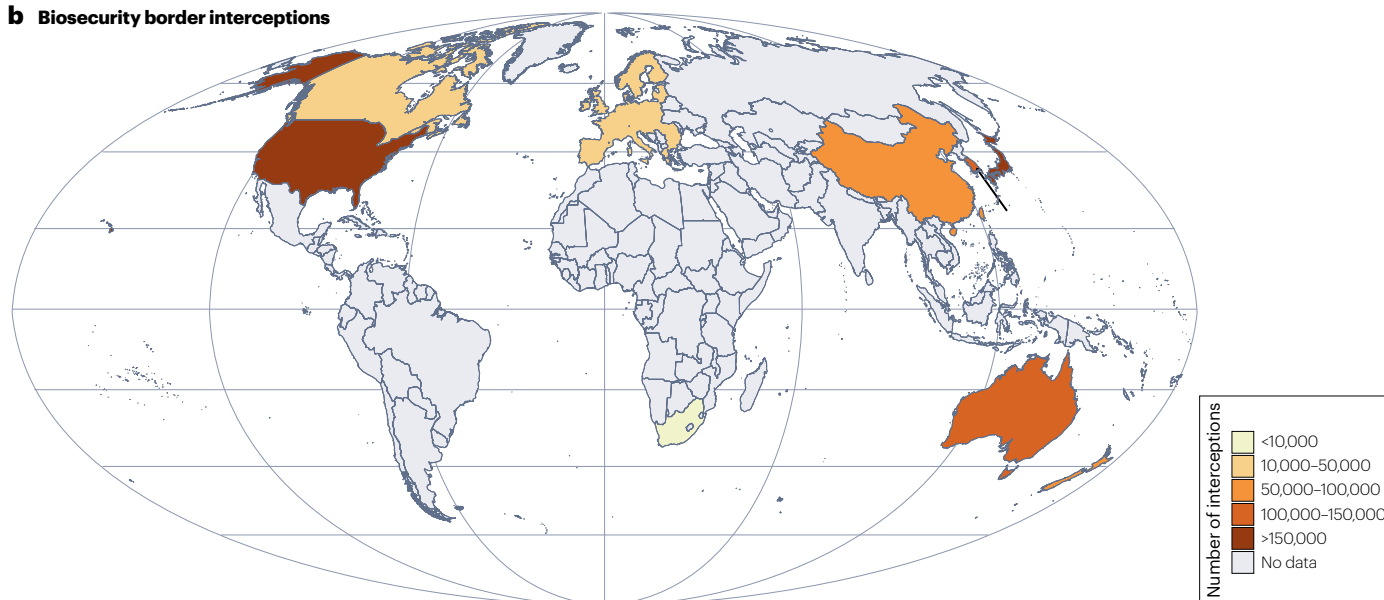 b Biosecurity border interceptions
Number of interceptions
<10,000
10,000–50,000
50,000–100,000
100,000–150,000
>150,000
No data